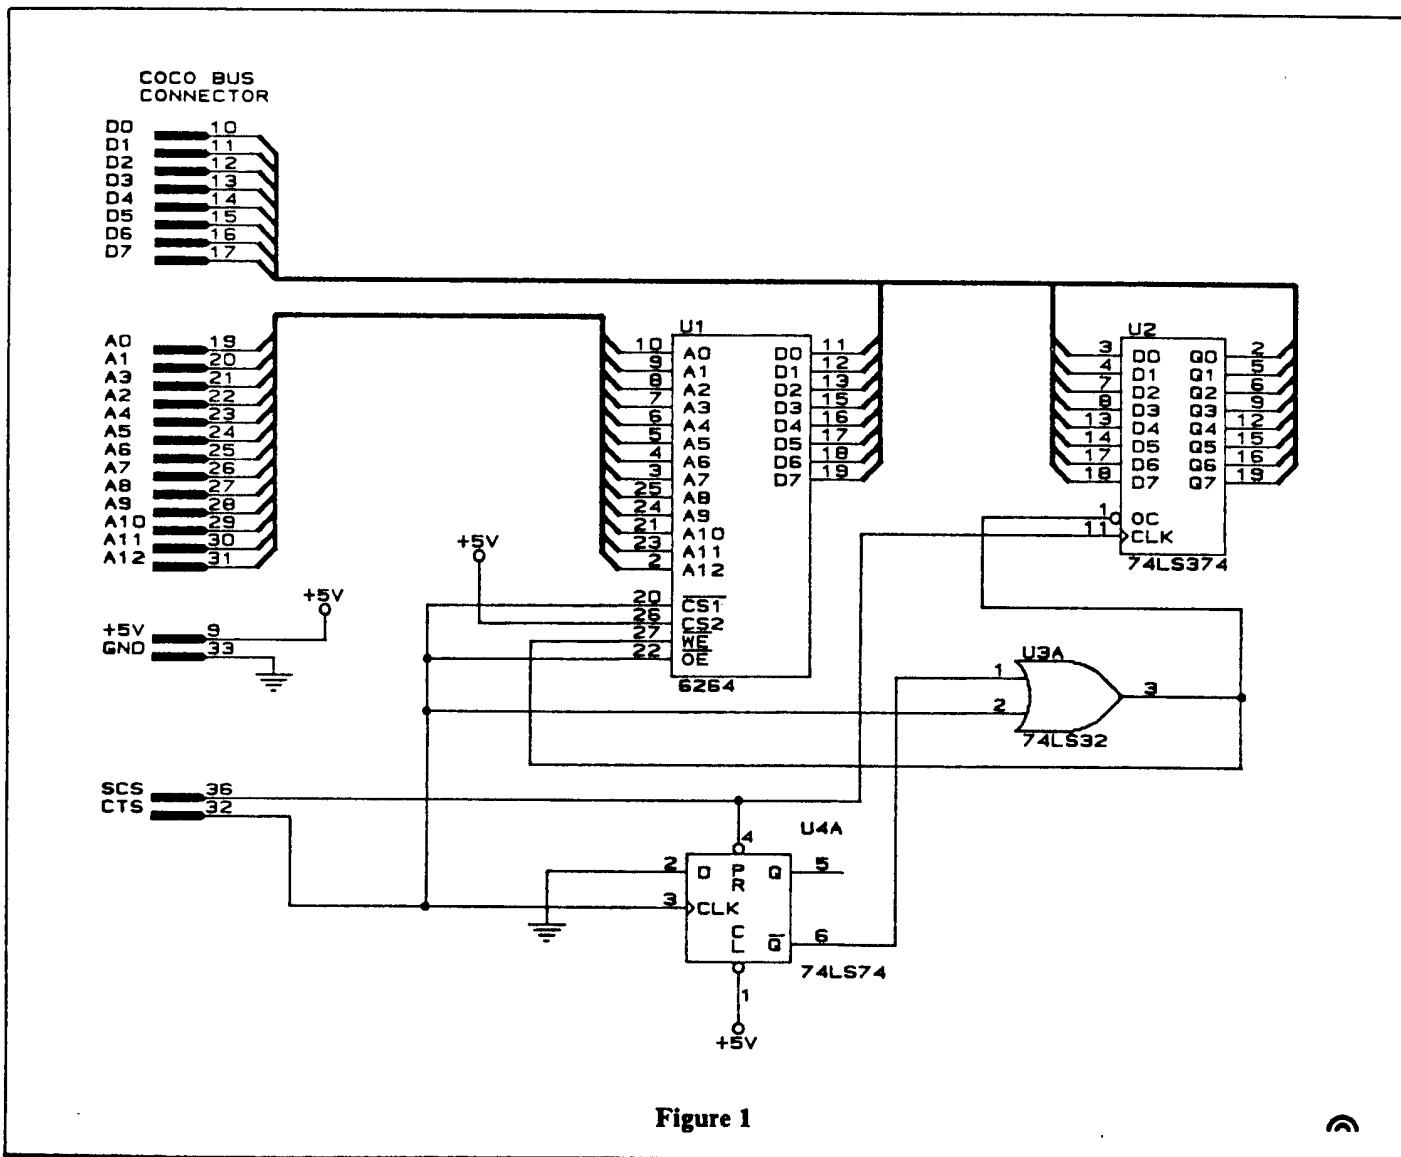 COCO BUS
CONNECTOR
D0 10
D1 11
D2 12
D3 13
D4 14
D5 15
D6 16
D7 17
A0 19
A1 20
A3 21
A2 22
A4 23
A5 24
A6 25
A7 26
A8 27
A9 28
A10 29
A11 30
A12 31
+5V
+5V 9
GND 33
SCS 36
CTS 32
U1
10 A0 D0 11
9 A1 D1 12
8 A2 D2 13
7 A3 D3 15
6 A4 D4 16
5 A5 D5 17
4 A6 D6 18
3 A7 D7 19
25 A8
24 A9
21 A10
23 A11
2 A12
+5V
20 CS1
26 CS2
27 WE
22 OE
6264
U2
3 D0 Q0 2
4 D1 Q1 5
7 D2 Q2 6
8 D3 Q3 9
13 D4 Q4 12
14 D5 Q5 15
17 D6 Q6 16
18 D7 Q7 19
1 OC
11 CLK
74LS374
U3A
1
2
3
74LS32
U4A
4
2 D PR Q 5
3 CLK
CL Q 6
74LS74
1
+5V
Figure 1